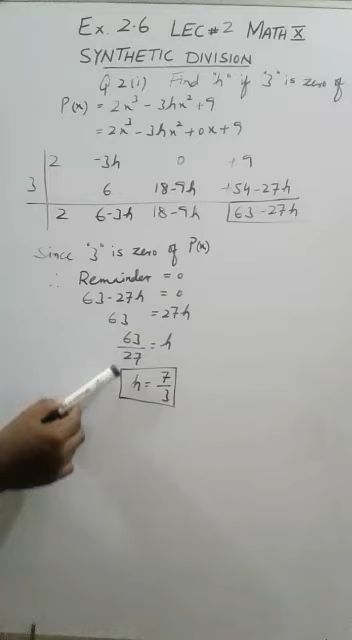 Ex. 2.6 LEC#2 MATH X
SYNTHETIC DIVISION
Q2(i) Find "h" if "3" is zero of
P(x) = 2x³ - 3hx² + 9
= 2x³ - 3hx² + 0x + 9
2 -3h 0 +9
3 6 18-9h +54-27h
2 6-3h 18-9h 63-27h
Since "3" is zero of P(x)
∴ Remainder = 0
63-27h = 0
63 = 27h
63/27 = h
h = 7/3